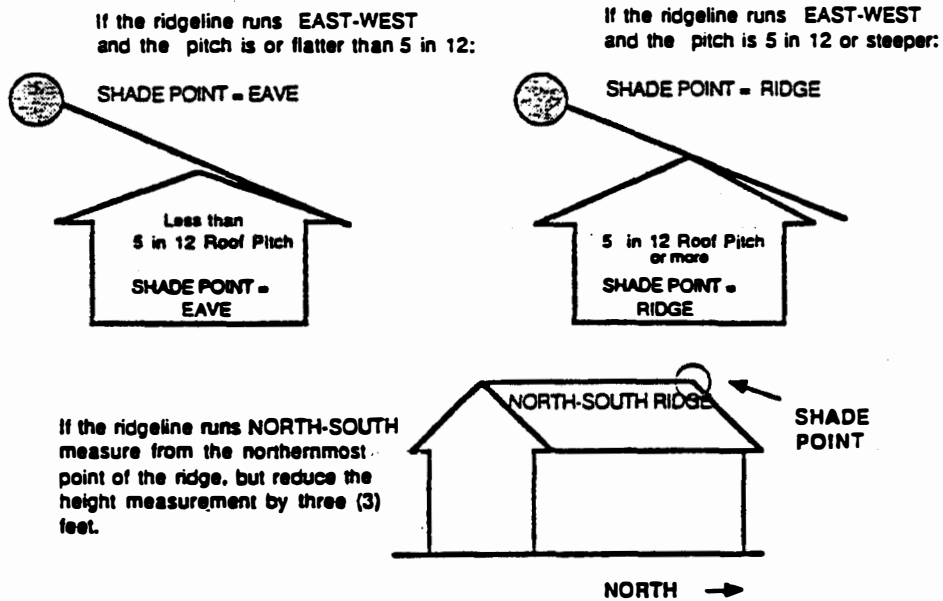 If the ridgeline runs EAST-WEST
and the pitch is or flatter than 5 in 12:
SHADE POINT = EAVE
Less than
5 in 12 Roof Pitch
SHADE POINT =
EAVE
If the ridgeline runs EAST-WEST
and the pitch is 5 in 12 or steeper:
SHADE POINT = RIDGE
5 in 12 Roof Pitch
or more
SHADE POINT =
RIDGE
If the ridgeline runs NORTH-SOUTH
measure from the northernmost
point of the ridge, but reduce the
height measurement by three (3)
feet.
NORTH-SOUTH RIDGE
SHADE
POINT
NORTH